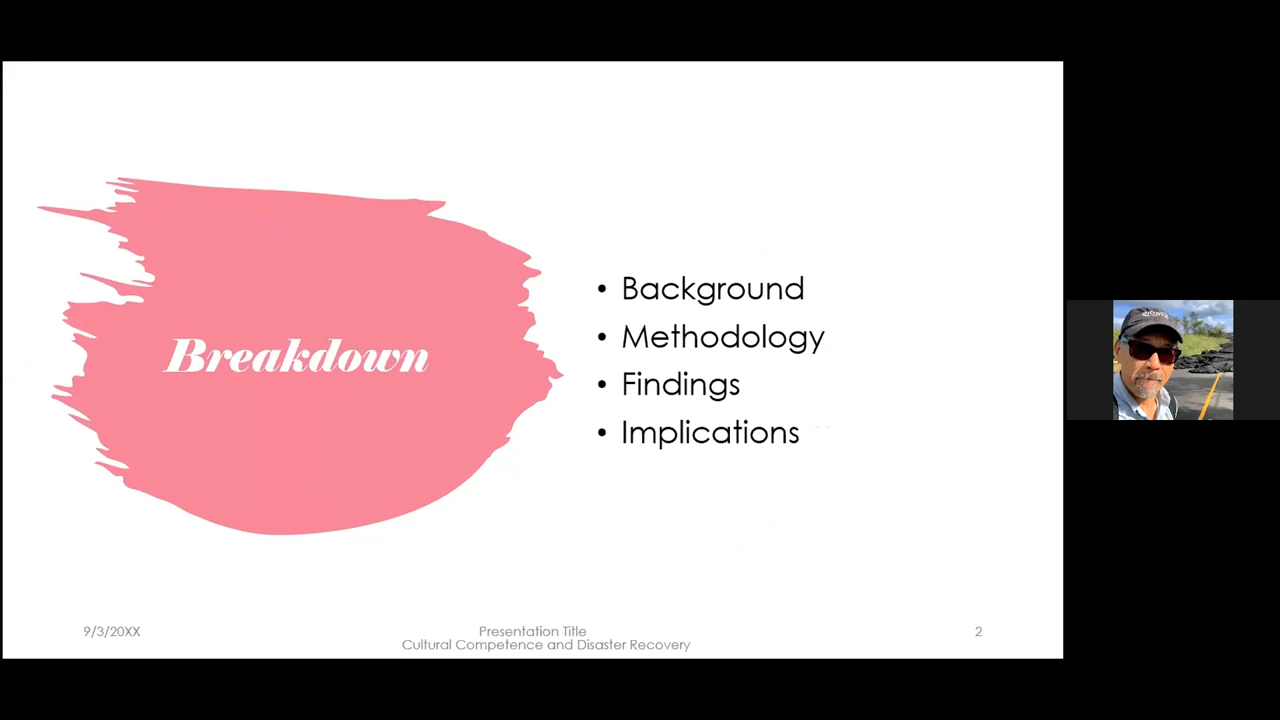 Breakdown
• Background
• Methodology
• Findings
• Implications
9/3/20XX
Presentation Title
Cultural Competence and Disaster Recovery
2